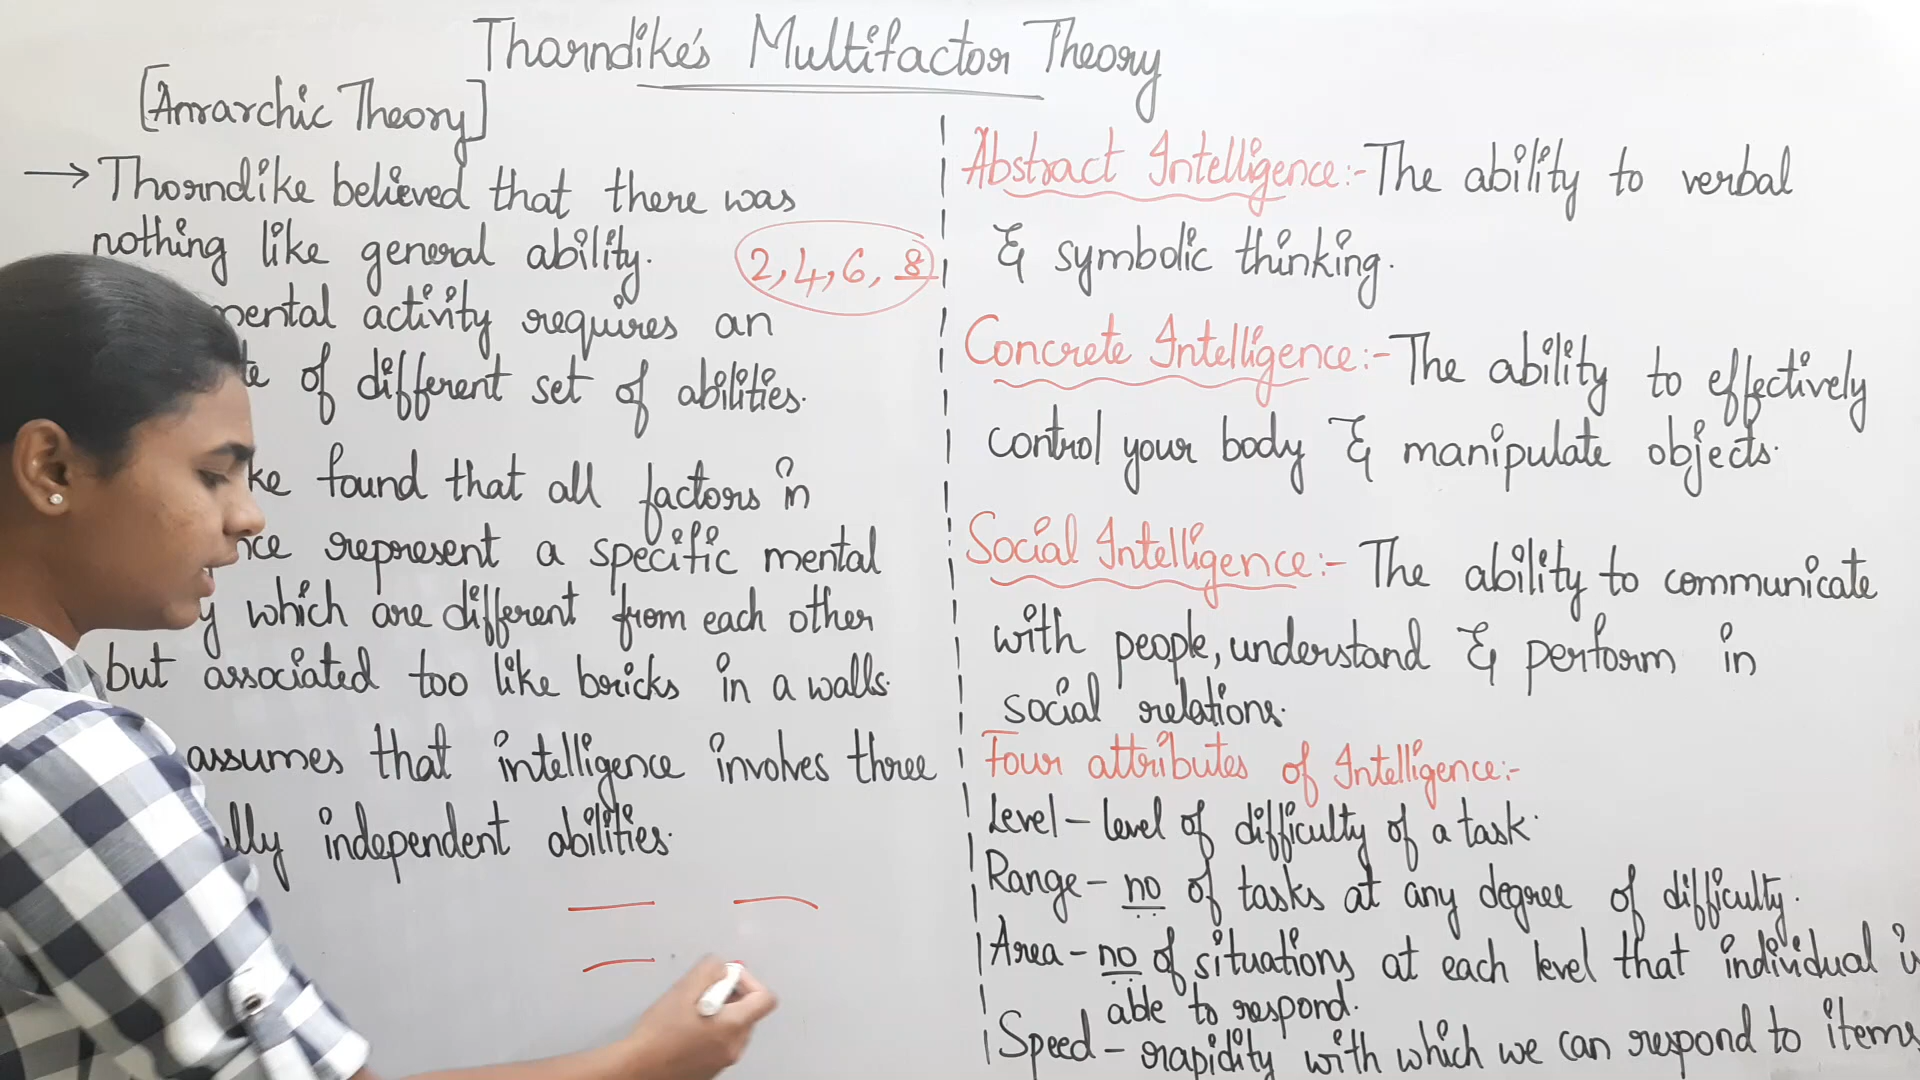 Thorndike's Multifactor Theory
[Anrarchic Theory]
→ Thorndike believed that there was
nothing like general ability.
2, 4, 6, 8
mental activity requires an
of different set of abilities.
found that all factors in
represent a specific mental
which are different from each other
but associated too like bricks in a walls.
assumes that intelligence involves three
independent abilities.
Abstract Intelligence:- The ability to verbal
& symbolic thinking.
Concrete Intelligence:- The ability to effectively
control your body & manipulate objects.
Social Intelligence:- The ability to communicate
with people, understand & perform in
social relations.
Four attributes of Intelligence:-
Level - level of difficulty of a task.
Range - no of tasks at any degree of difficulty.
Area - no of situations at each level that individual is
able to respond.
Speed - rapidity with which we can respond to items